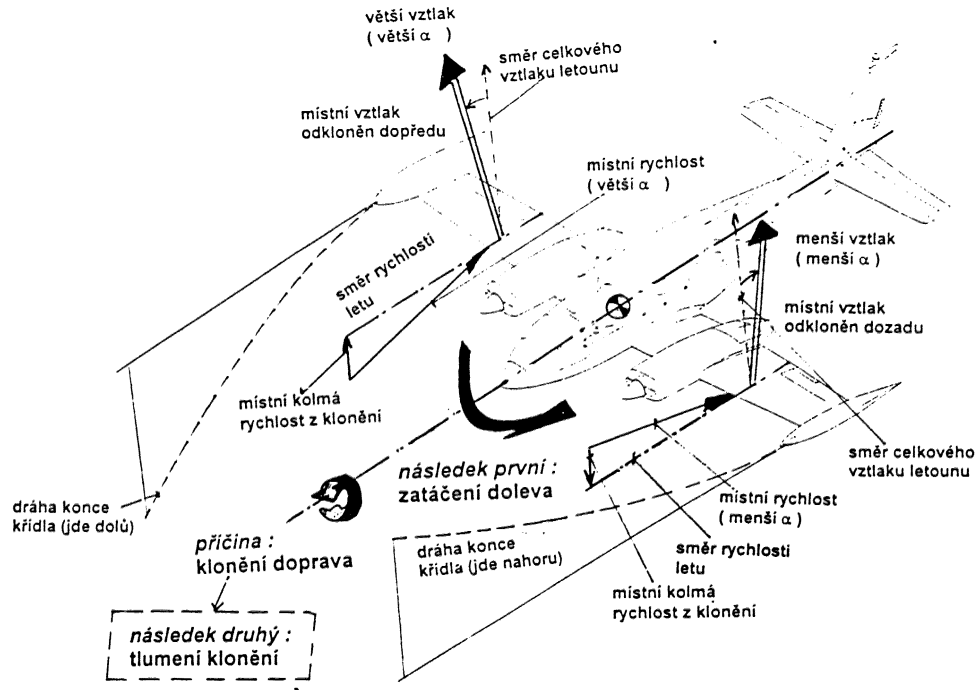 větší vztlak
( větší α )
směr celkového
vztlaku letounu
místní vztlak
odkloněn dopředu
místní rychlost
( větší α )
menší vztlak
( menší α )
směr rychlosti
letu
místní vztlak
odkloněn dozadu
místní kolmá
rychlost z klonění
směr celkového
vztlaku letounu
následek první :
zatáčení doleva
místní rychlost
(menší α )
dráha konce
křídla (jde dolů)
příčina :
klonění doprava
dráha konce
křídla (jde nahoru)
směr rychlosti
letu
místní kolmá
rychlost z klonění
následek druhý :
tlumení klonění